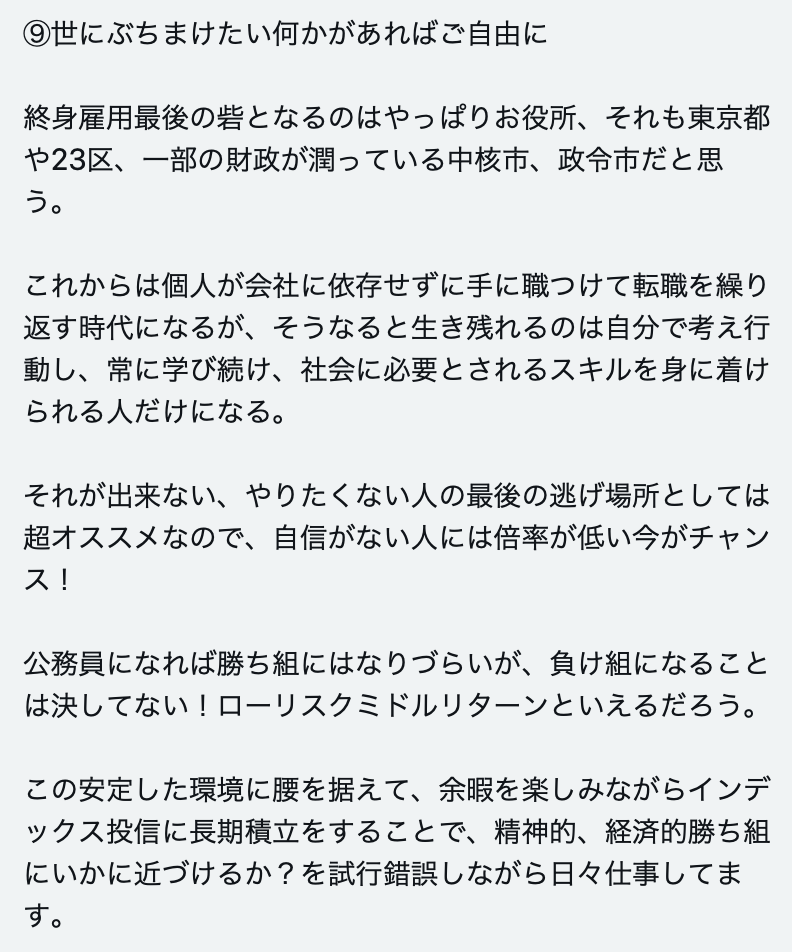 ⑨世にぶちまけたい何かがあればご自由に
終身雇用最後の砦となるのはやっぱりお役所、それも東京都
や23区、一部の財政が潤っている中核市、政令市だと思
う。
これからは個人が会社に依存せずに手に職つけて転職を繰り
返す時代になるが、そうなると生き残れるのは自分で考え行
動し、常に学び続け、社会に必要とされるスキルを身に着け
られる人だけになる。
それが出来ない、やりたくない人の最後の逃げ場所としては
超オススメなので、自信がない人には倍率が低い今がチャン
ス！
公務員になれば勝ち組にはなりづらいが、負け組になること
は決してない！ローリスクミドルリターンといえるだろう。
この安定した環境に腰を据えて、余暇を楽しみながらインデ
ックス投信に長期積立をすることで、精神的、経済的勝ち組
にいかに近づけるか？を試行錯誤しながら日々仕事してま
す。